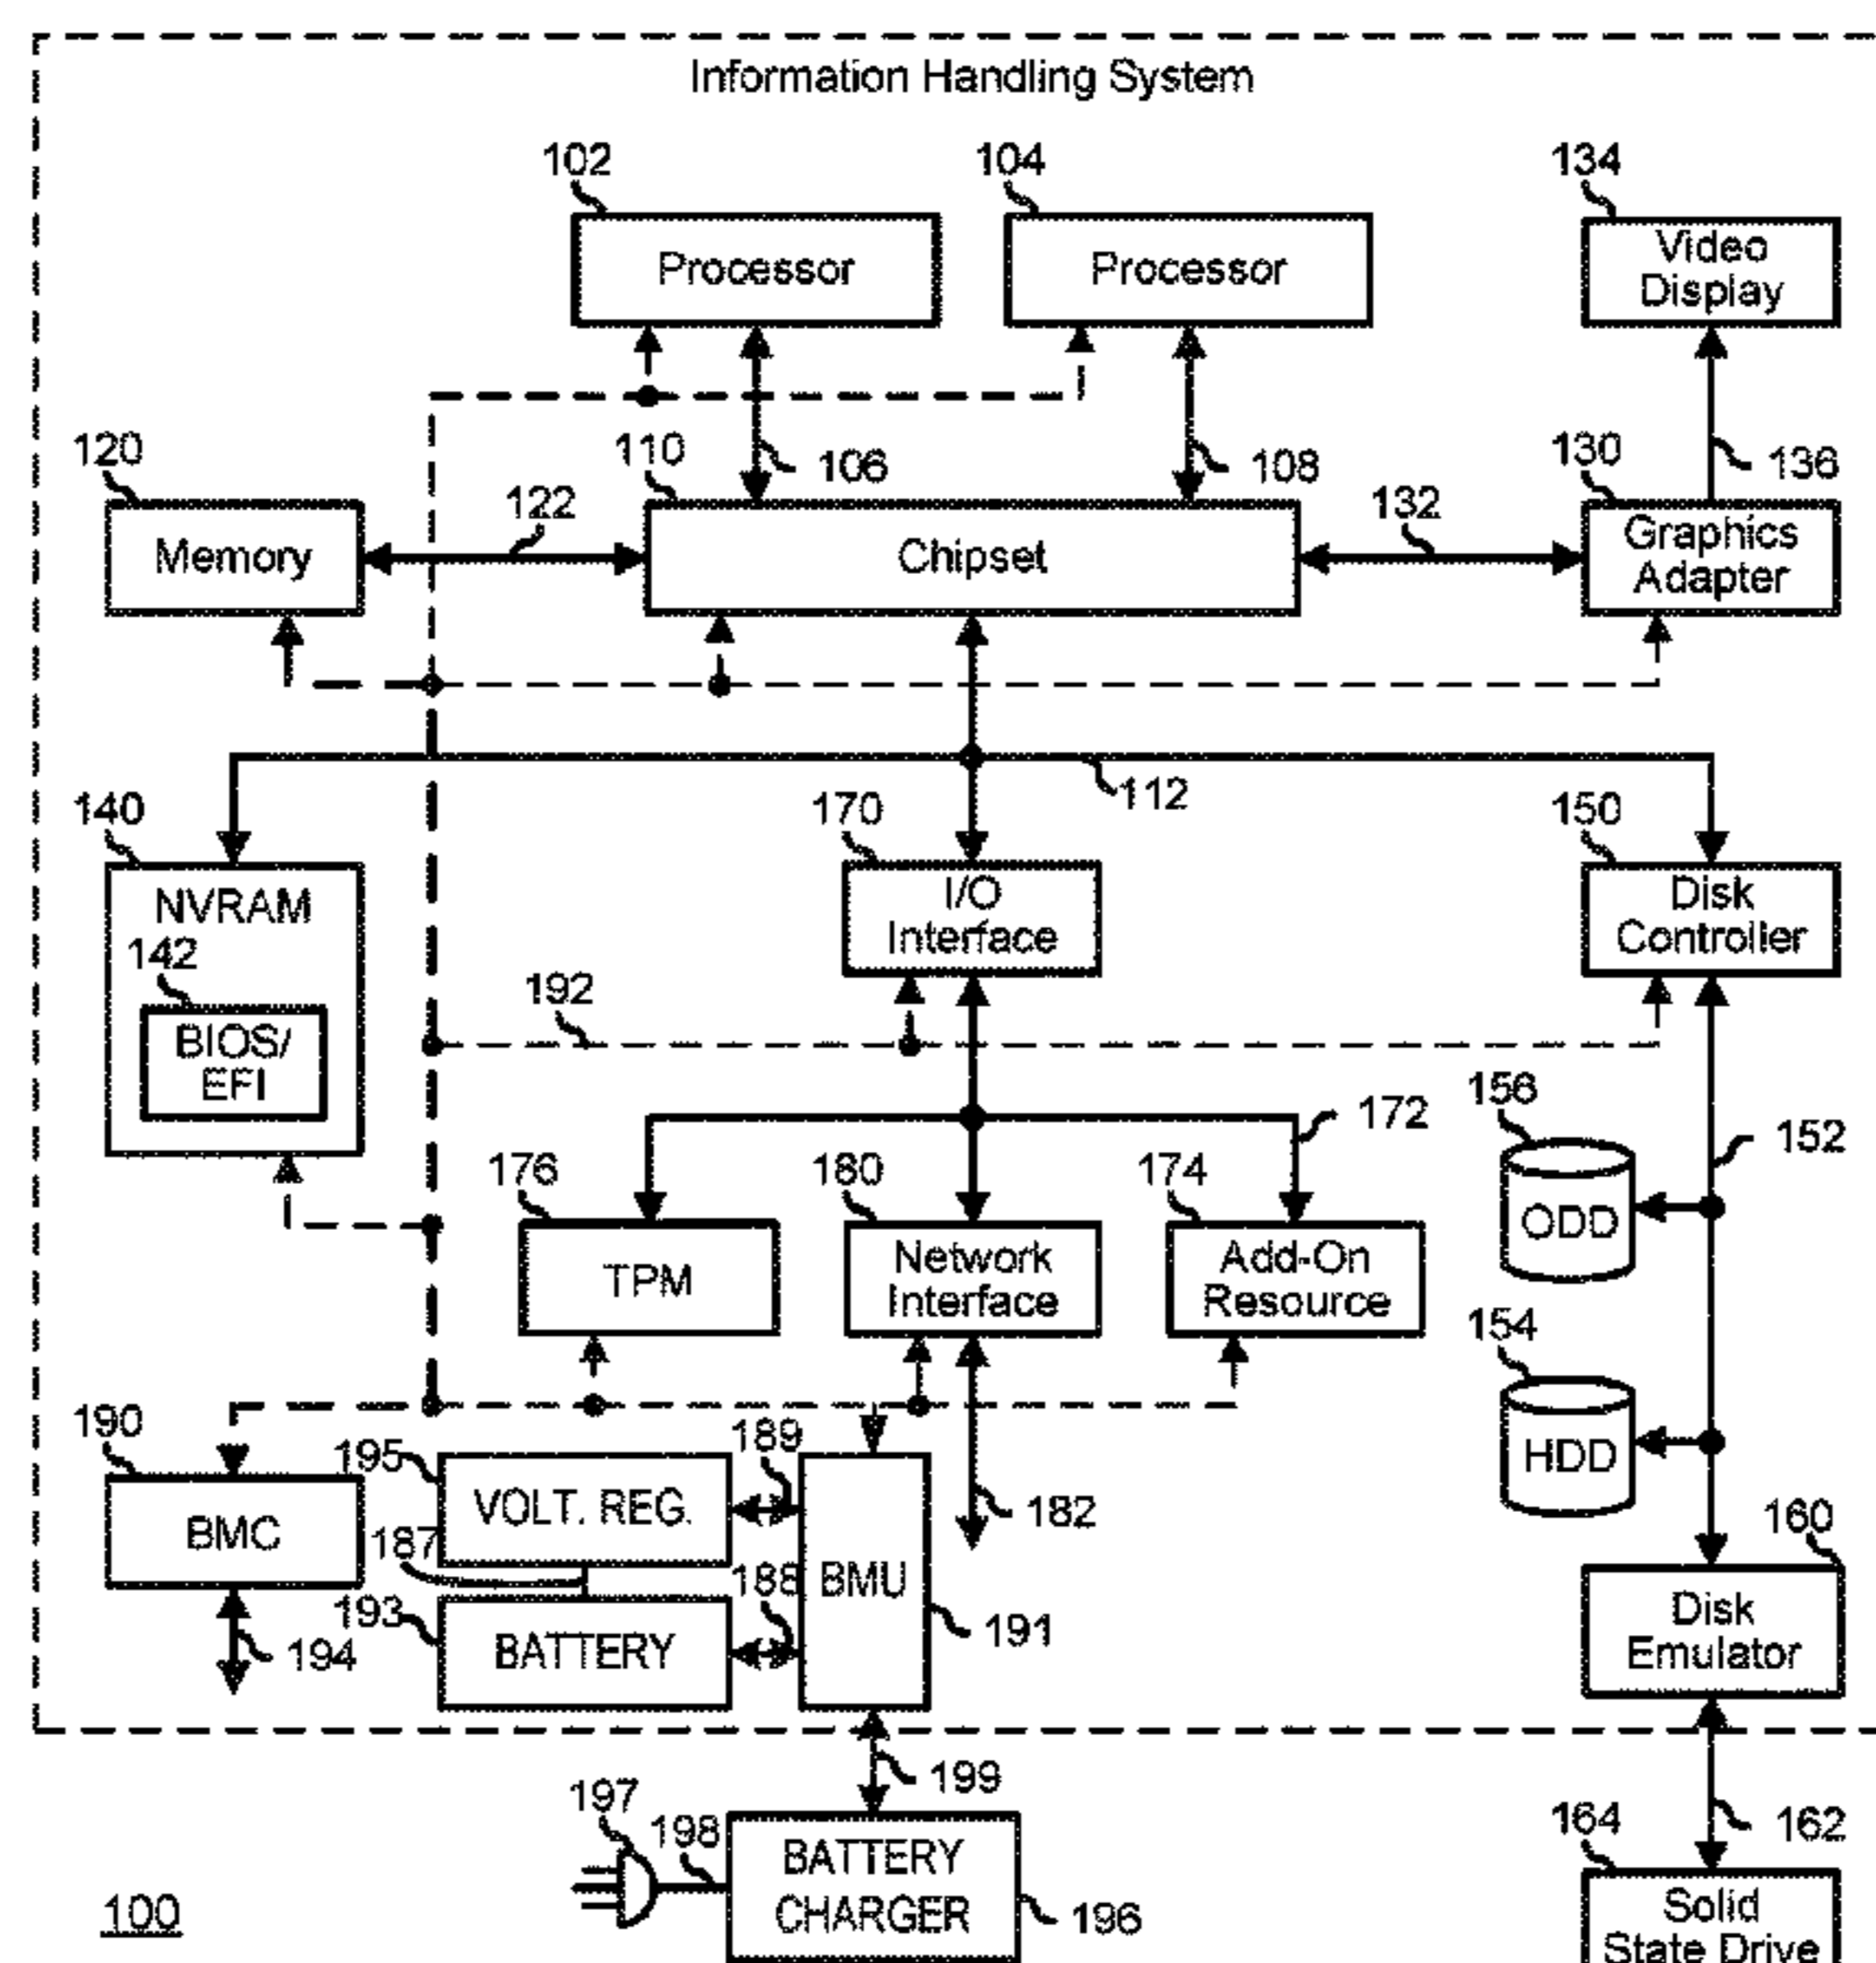 Information Handling System
102
104
134
Processor
Processor
Video
Display
120
110
106
108
130
136
122
132
Memory
Chipset
Graphics
Adapter
112
140
170
150
NVRAM
I/O
Interface
Disk
Controller
142
BIOS/
EFI
192
156
172
152
176
180
174
ODD
TPM
Network
Interface
Add-On
Resource
154
190
195
189
HDD
VOLT. REG.
182
160
BMC
187
188
BMU
193
191
Disk
Emulator
194
BATTERY
199
197
198
164
162
BATTERY
CHARGER
196
100
Solid
State Drive